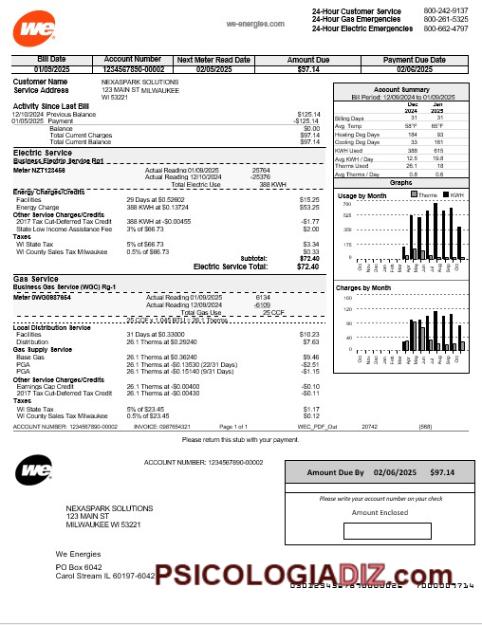 we
we-energies.com
24-Hour Customer Service 800-242-9137
24-Hour Gas Emergencies 800-261-5325
24-Hour Electric Emergencies 800-662-4797
Bill Date Account Number Next Meter Read Date Amount Due Payment Due Date
01/09/2025 1234567890-00002 02/05/2025 $97.14 02/06/2025
Customer Name NEXAPSPARK SOLUTIONS
Service Address 123 MAIN ST MILWAUKEE
WI 53221
Activity Since Last Bill
12/10/2024 Previous Balance $125.14
01/05/2025 Payment -$125.14
Balance $0.00
Total Current Charges $97.14
Total Current Balance $97.14
Electric Service
Business Electric Service Rg1
Meter NZT123456 Actual Reading 01/09/2025 25764
Actual Reading 12/10/2024 -25376
Total Electric Use 388 KWH
Energy Charges/Credits
Facilities 29 Days at $0.52602 $15.25
Energy Charge 388 KWH at $0.13724 $53.25
Other Service Charges/Credits
2017 Tax Cut-Deferred Tax Credit 388 KWH at -$0.00455 -$1.77
State Low Income Assistance Fee 3% of $66.73 $2.00
Taxes
WI State Tax 5% of $66.73 $3.34
WI County Sales Tax Milwaukee 0.5% of $66.73 $0.33
Subtotal: $72.40
Electric Service Total: $72.40
Gas Service
Business Gas Service (WGC) Rg-1
Meter 0WG0987654 Actual Reading 01/09/2025 6134
Actual Reading 12/09/2024 -6109
Total Gas Use 25 CCF
25 CCF x 1.045 BTU = 26.1 Therms
Local Distribution Service
Facilities 31 Days at $0.33000 $10.23
Distribution 26.1 Therms at $0.29240 $7.63
Gas Supply Service
Base Gas 26.1 Therms at $0.36240 $9.46
PGA 26.1 Therms at -$0.13530 (22/31 Days) -$2.51
PGA 26.1 Therms at -$0.15140 (9/31 Days) -$1.15
Other Service Charges/Credits
Earnings Cap Credit 26.1 Therms at -$0.00400 -$0.10
2017 Tax Cut-Deferred Tax Credit 26.1 Therms at -$0.00430 -$0.11
Taxes
WI State Tax 5% of $23.45 $1.17
WI County Sales Tax Milwaukee 0.5% of $23.45 $0.12
Account Summary
Bill Period: 12/09/2024 to 01/09/2025
Dec Jan
2024 2025
Billing Days 31 31
Avg. Temp 58°F 65°F
Heating Deg Days 184 93
Cooling Deg Days 33 161
KWH Used 388 615
Avg KWH / Day 12.5 19.8
Therms Used 26.1 18
Avg Therms / Day 0.8 0.6
Graphs
Usage by Month Therms KWH
Charges by Month
ACCOUNT NUMBER: 1234567890-00002 INVOICE: 0987654321 Page 1 of 1 WEC_PDF_Out 20742 (568)
Please return this stub with your payment.
we
ACCOUNT NUMBER: 1234567890-00002
Amount Due By 02/06/2025 $97.14
Please write your account number on your check
Amount Enclosed
NEXASPARK SOLUTIONS
123 MAIN ST
MILWAUKEE WI 53221
We Energies
PO Box 6042
Carol Stream IL 60197-6042
PSICOLOGIADIZ.com